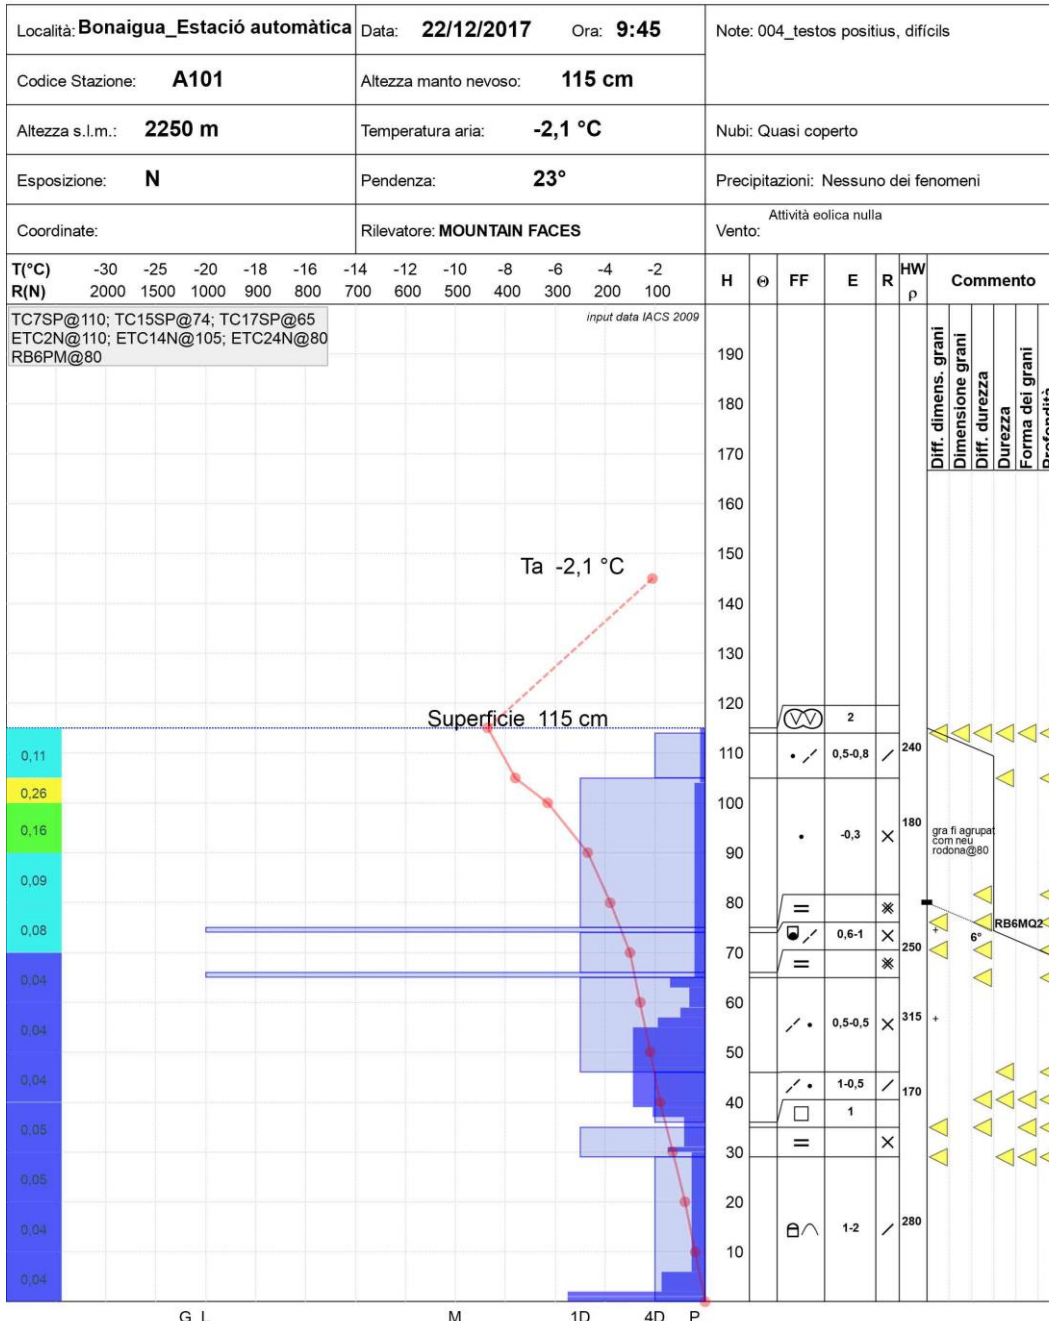 Località: Bonaigua_Estació automàtica Data: 22/12/2017 Ora: 9:45 Note: 004_testos positius, difícils
Codice Stazione: A101 Altezza manto nevoso: 115 cm
Altezza s.l.m.: 2250 m Temperatura aria: -2,1 °C Nubi: Quasi coperto
Esposizione: N Pendenza: 23° Precipitazioni: Nessuno dei fenomeni
Coordinate: Rilevatore: MOUNTAIN FACES Vento: Attività eolica nulla
T(°C) -30 -25 -20 -18 -16 -14 -12 -10 -8 -6 -4 -2
R(N) 2000 1500 1000 900 800 700 600 500 400 300 200 100
H Θ FF E R HW ρ Commento
TC7SP@110; TC15SP@74; TC17SP@65
ETC2N@110; ETC14N@105; ETC24N@80
RB6PM@80
input data IACS 2009
Diff. dimens. grani
Dimensione grani
Diff. durezza
Durezza
Forma dei grani
Profondità
190
180
170
160
150
Ta -2,1 °C
140
130
120
Superficie 115 cm
2
0,11 110 0,5-0,8 240
0,26
100
0,16 -0,3 180
gra fi agrupat
com neu
rodona@80
90
0,09
80
0,08 0,6-1 RB6MQ2
6°
70 250
0,04
60
0,04 0,5-0,5 315
50
0,04 1-0,5 170
40
1
0,05
30
0,05
20
0,04 1-2 280
10
0,04
G L M 1D 4D P